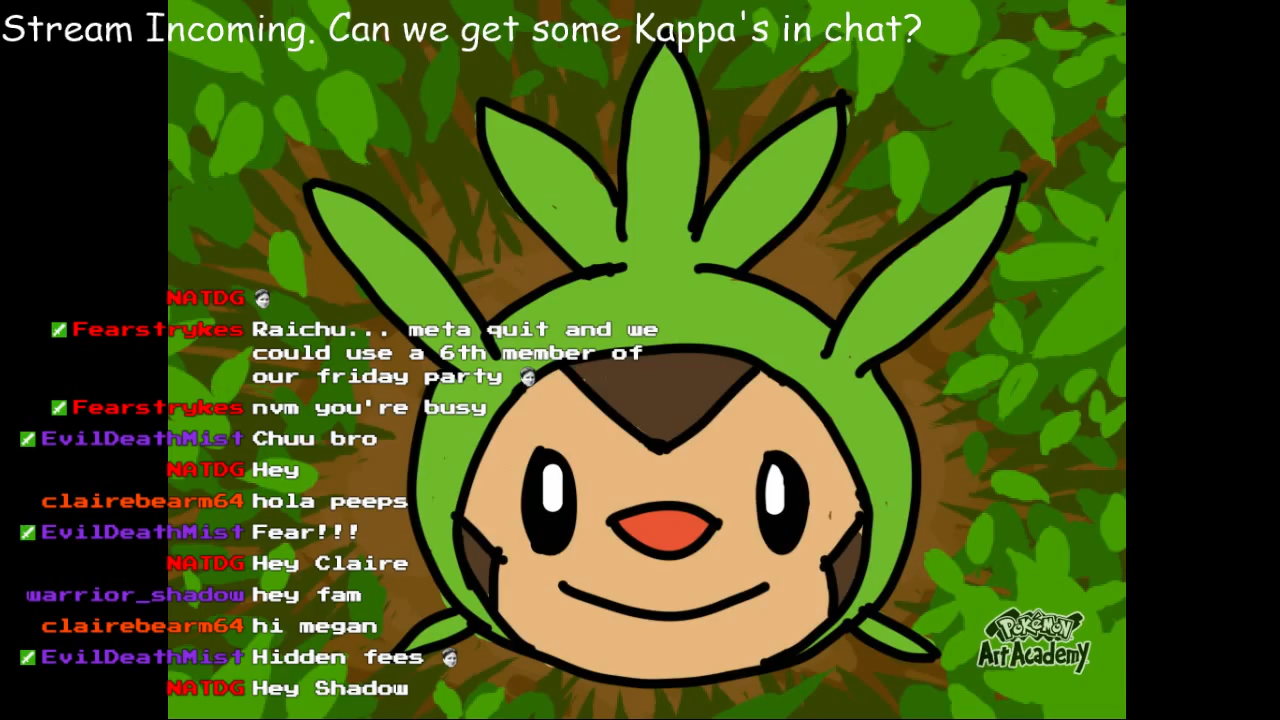 Stream Incoming. Can we get some Kappa's in chat?
NATDG
Fearstrykes Raichu... meta quit and we
could use a 6th member of
our friday party
Fearstrykes nvm you're busy
EvilDeathMist Chuu bro
NATDG Hey
clairebearm64 hola peeps
EvilDeathMist Fear!!!
NATDG Hey Claire
warrior_shadow hey fam
clairebearm64 hi megan
EvilDeathMist Hidden fees
NATDG Hey Shadow
POKÉMON
Art Academy